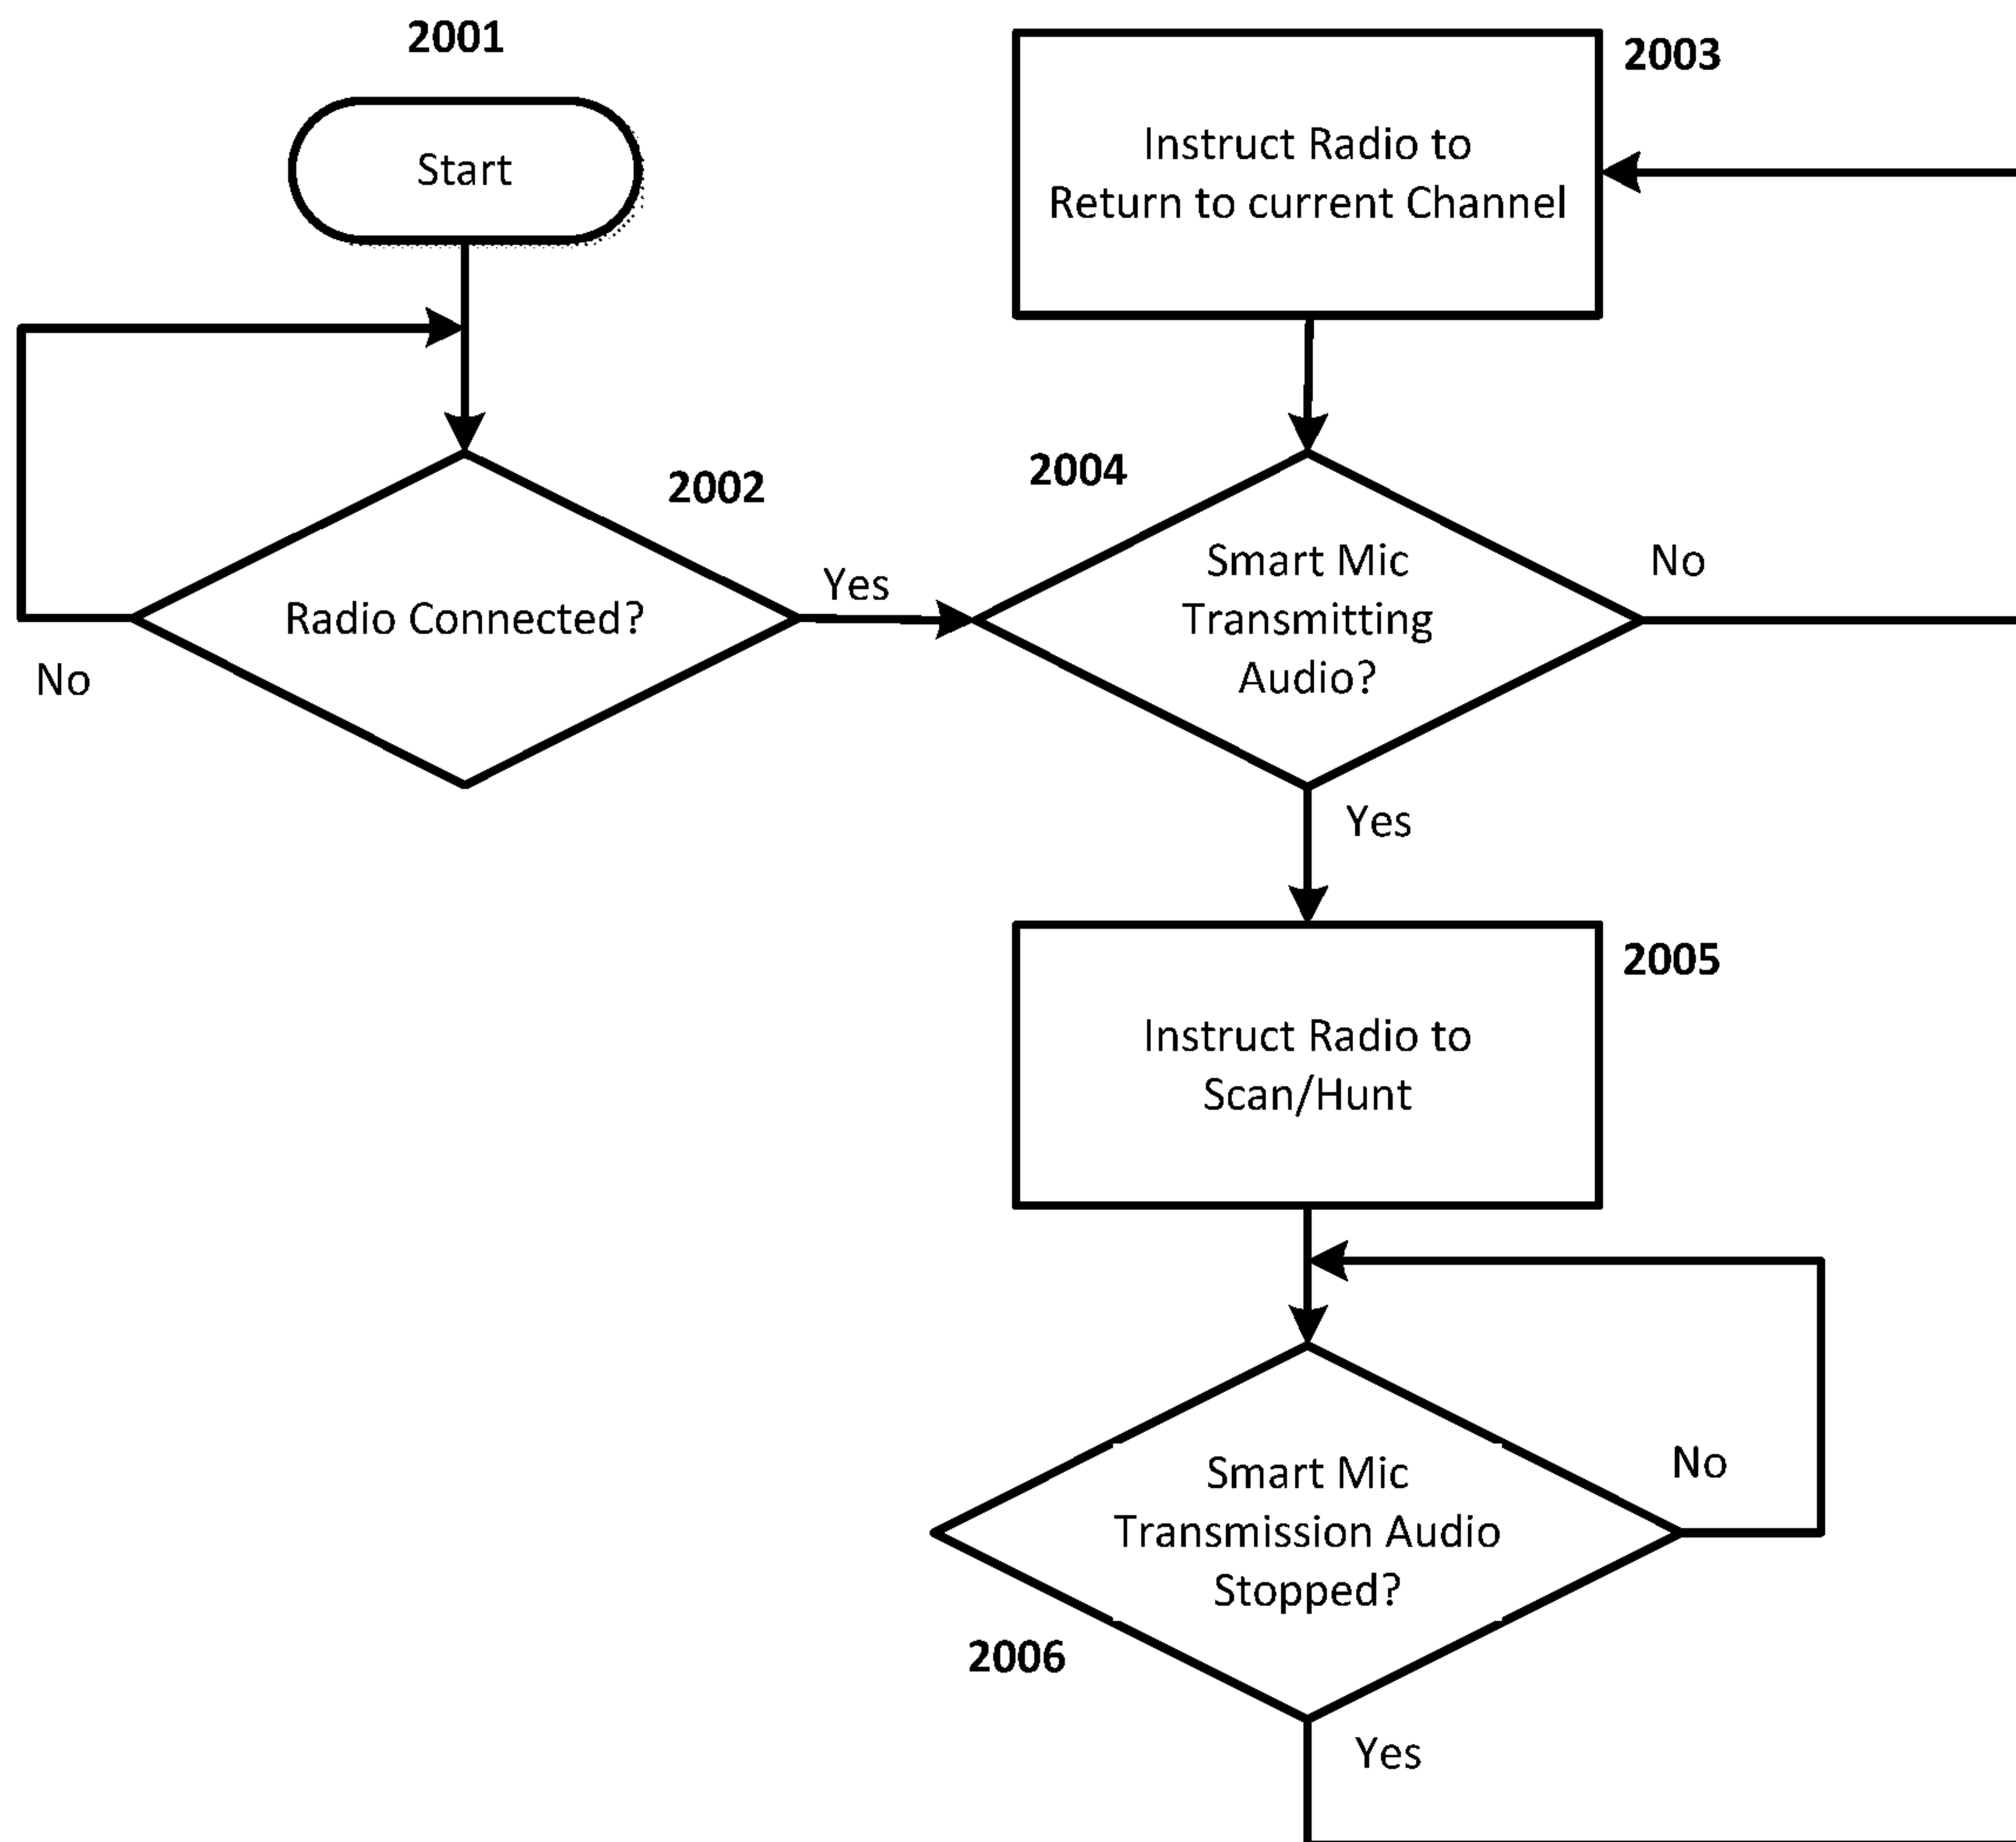 2001
Start
2003
Instruct Radio to
Return to current Channel
2002
Radio Connected?
No
Yes
2004
Smart Mic
Transmitting
Audio?
No
Yes
2005
Instruct Radio to
Scan/Hunt
Smart Mic
Transmission Audio
Stopped?
No
2006
Yes